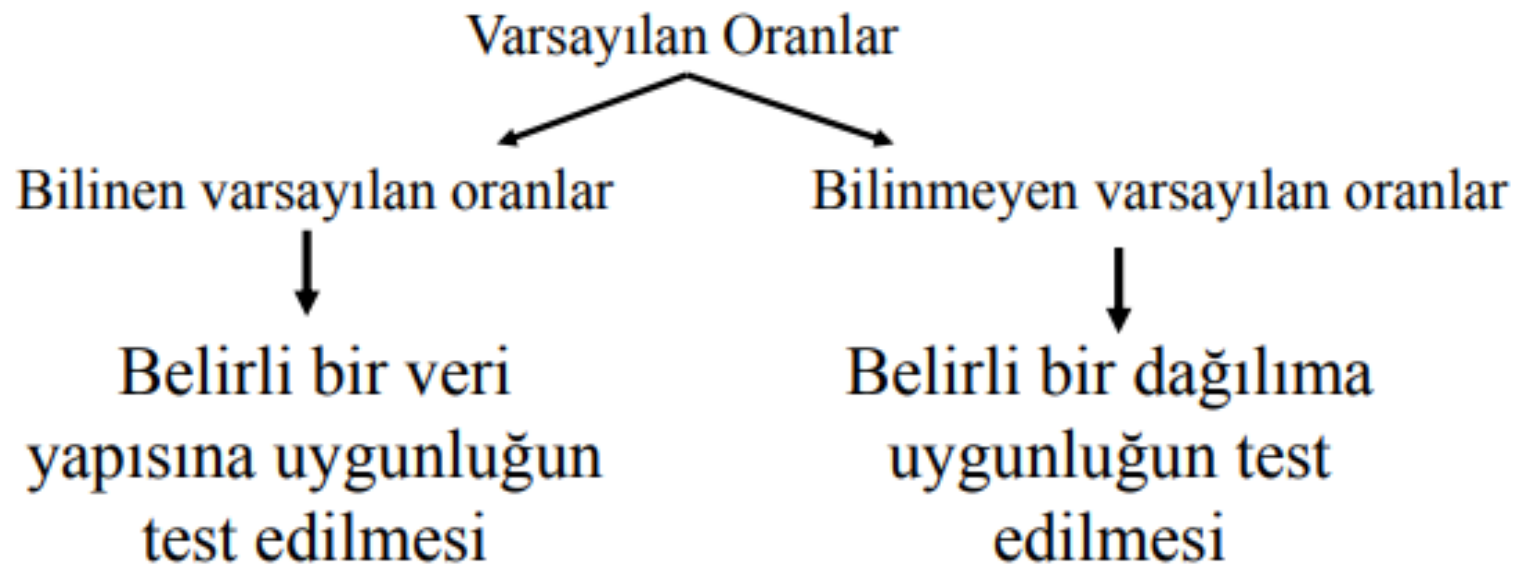 Varsayılan Oranlar
Bilinen varsayılan oranlar
Bilinmeyen varsayılan oranlar
Belirli bir veri
yapısına uygunluğun
test edilmesi
Belirli bir dağılıma
uygunluğun test
edilmesi